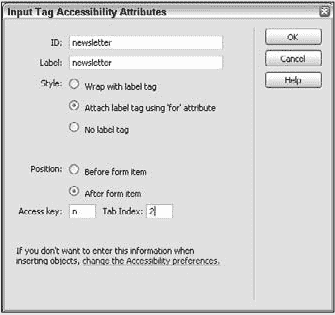 Input Tag Accessibility Attributes
ID: newsletter
Label: newsletter
Style: Wrap with label tag
Attach label tag using 'for' attribute
No label tag
Position: Before form item
After form item
Access key: n Tab Index: 2
If you don't want to enter this information when
inserting objects, change the Accessibility preferences.
OK
Cancel
Help